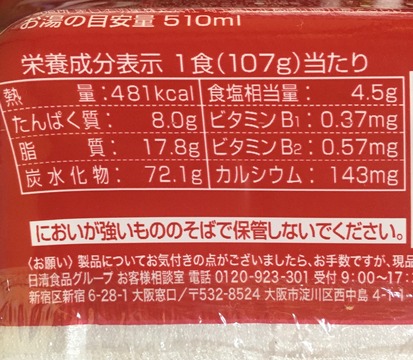 お湯の目安量 510ml
栄養成分表示 1食(107g)当たり
熱量:481kcal 食塩相当量: 4.5g
たんぱく質: 8.0g ビタミンB1:0.37mg
脂質: 17.8g ビタミンB2:0.57mg
炭水化物: 72.1g カルシウム: 143mg
においが強いもののそばで保管しないでください。
〈お願い〉製品についてお気付きの点がございましたら、お手数ですが、現品
日清食品グループ お客様相談室 電話 0120-923-301 受付 9:00〜17:
新宿区新宿 6-28-1 大阪窓口/〒532-8524 大阪市淀川区西中島 4-1-